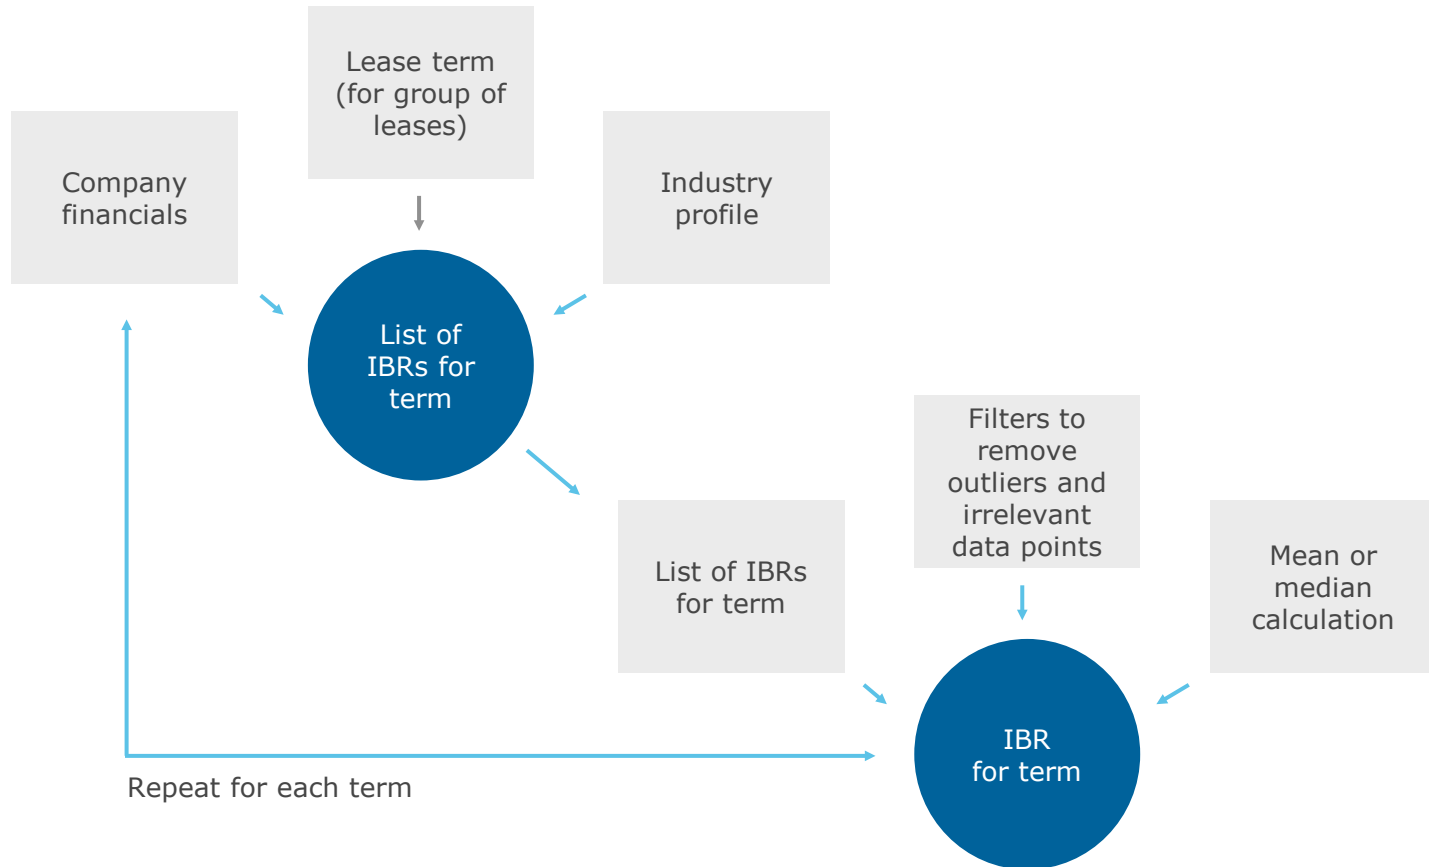 Lease term
(for group of
leases)
Company
financials
Industry
profile
List of
IBRs for
term
Filters to
remove
outliers and
irrelevant
data points
List of IBRs
for term
Mean or
median
calculation
IBR
for term
Repeat for each term